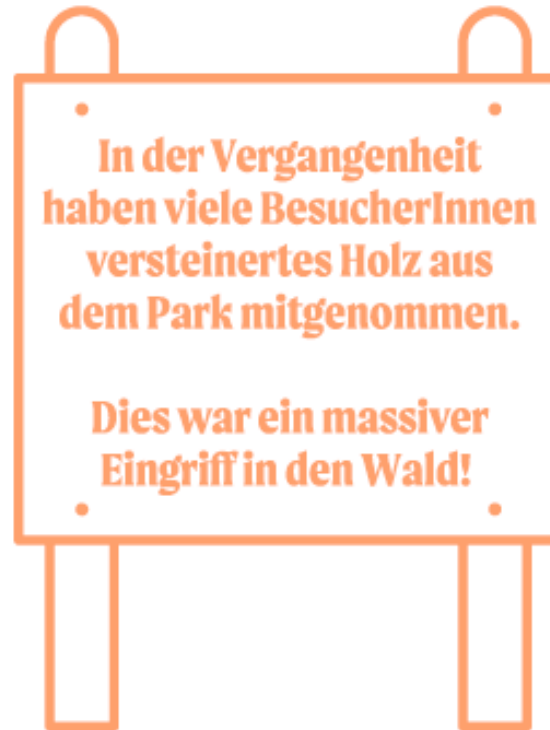 In der Vergangenheit
haben viele BesucherInnen
versteinertes Holz aus
dem Park mitgenommen.
Dies war ein massiver
Eingriff in den Wald!